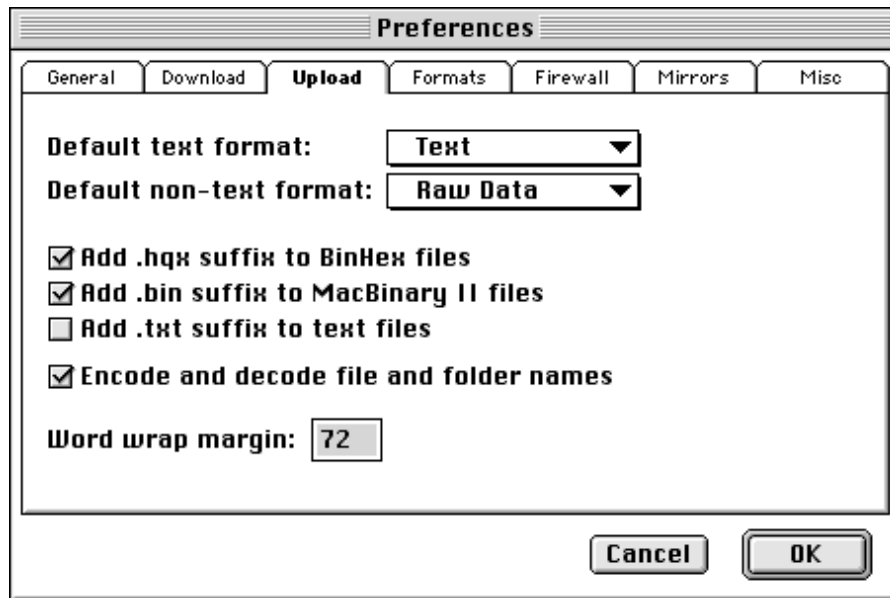 Preferences
General Download Upload Formats Firewall Mirrors Misc
Default text format: Text
Default non-text format: Raw Data
Add .hqx suffix to BinHex files
Add .bin suffix to MacBinary II files
Add .txt suffix to text files
Encode and decode file and folder names
Word wrap margin: 72
Cancel OK